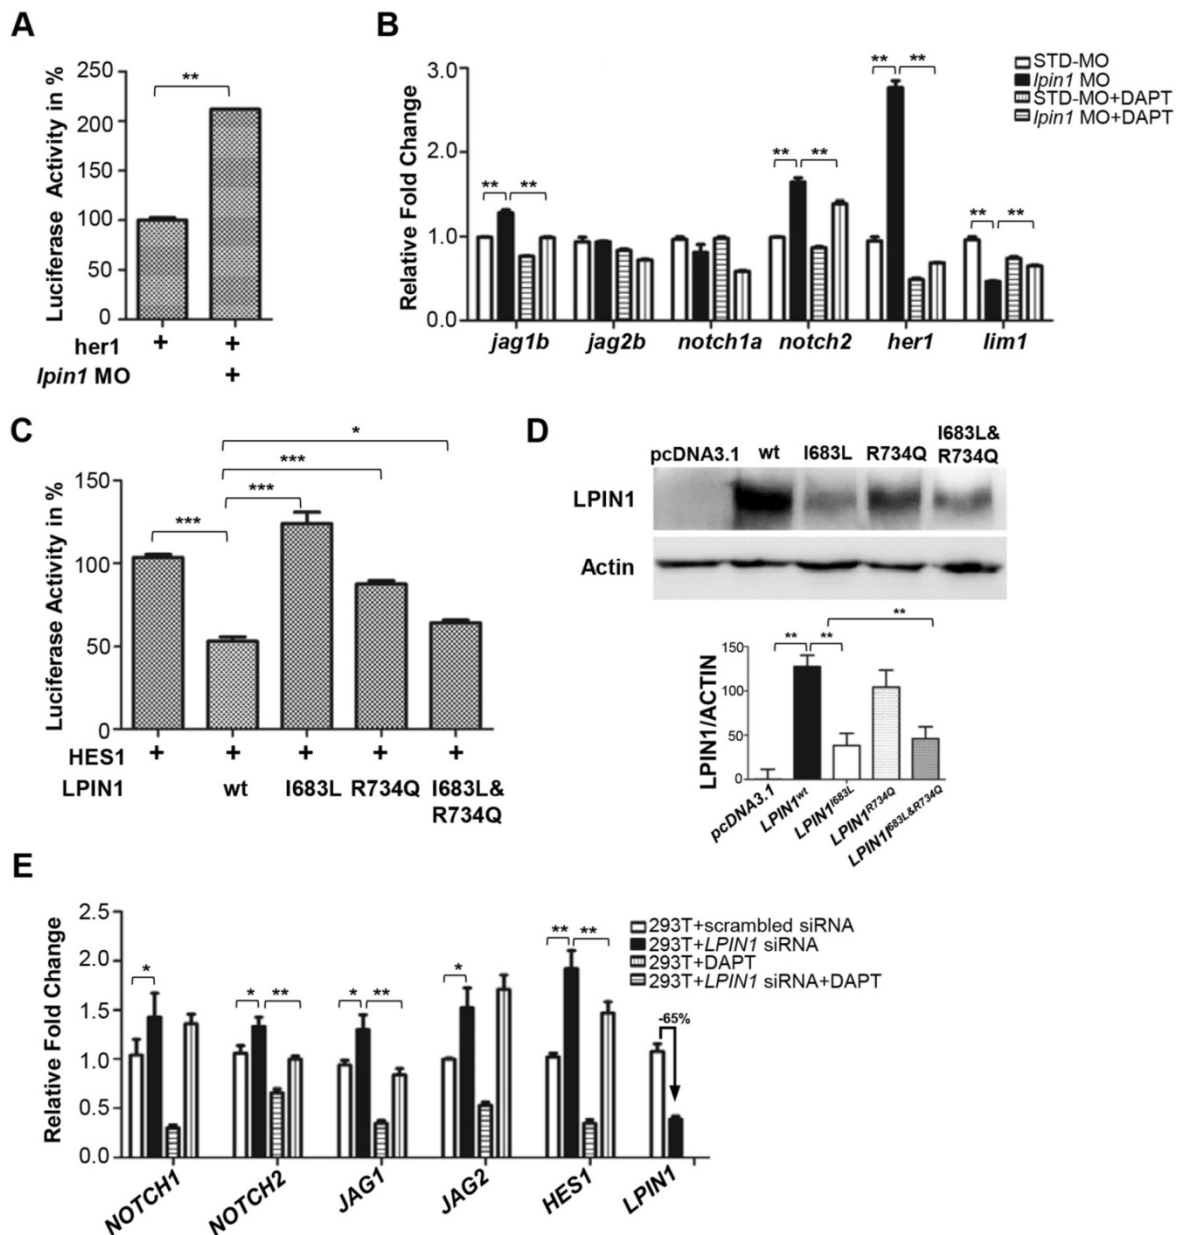 A
Luciferase Activity in %
250
200
150
100
50
0
**
her1 + +
lpin1 MO +
B
Relative Fold Change
3.0
2.0
1.0
0.0
** **
** **
** **
** **
jag1b jag2b notch1a notch2 her1 lim1
STD-MO
lpin1 MO
STD-MO+DAPT
lpin1 MO+DAPT
C
Luciferase Activity in %
150
100
50
0
*
***
***
***
HES1 + + + + +
LPIN1 wt I683L R734Q I683L&
R734Q
D
pcDNA3.1 wt I683L R734Q I683L&
R734Q
LPIN1
Actin
LPIN1/ACTIN
150
100
50
0
**
** **
pcDNA3.1 LPIN1wt LPIN1I683L LPIN1R734Q LPIN1I683L&R734Q
E
Relative Fold Change
2.5
2.0
1.5
1.0
0.5
0.0
*
* **
* **
*
** **
-65%
NOTCH1 NOTCH2 JAG1 JAG2 HES1 LPIN1
293T+scrambled siRNA
293T+LPIN1 siRNA
293T+DAPT
293T+LPIN1 siRNA+DAPT